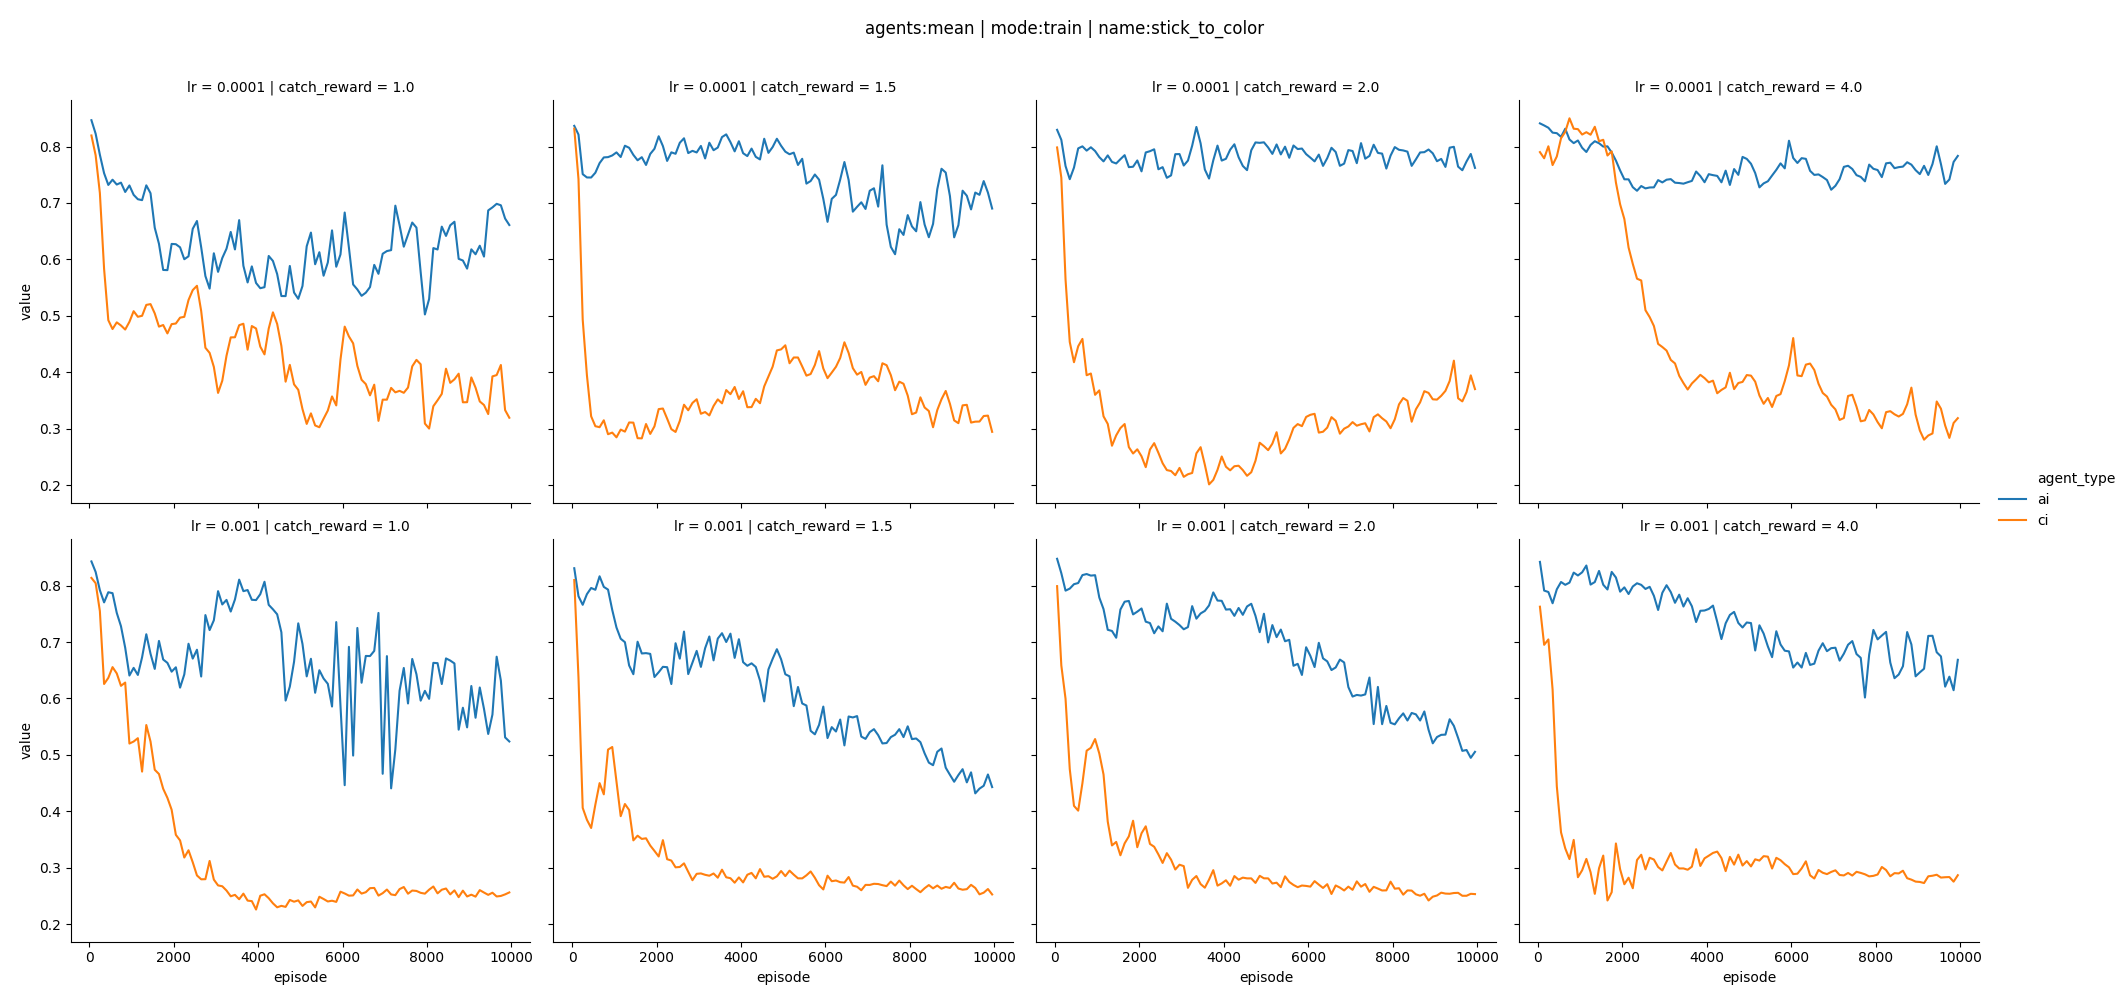 agents:mean | mode:train | name:stick_to_color
lr = 0.0001 | catch_reward = 1.0
lr = 0.0001 | catch_reward = 1.5
lr = 0.0001 | catch_reward = 2.0
lr = 0.0001 | catch_reward = 4.0
value
0.8
0.7
0.6
0.5
0.4
0.3
0.2
agent_type
ai
ci
lr = 0.001 | catch_reward = 1.0
lr = 0.001 | catch_reward = 1.5
lr = 0.001 | catch_reward = 2.0
lr = 0.001 | catch_reward = 4.0
value
0.8
0.7
0.6
0.5
0.4
0.3
0.2
0 2000 4000 6000 8000 10000
0 2000 4000 6000 8000 10000
0 2000 4000 6000 8000 10000
0 2000 4000 6000 8000 10000
episode
episode
episode
episode